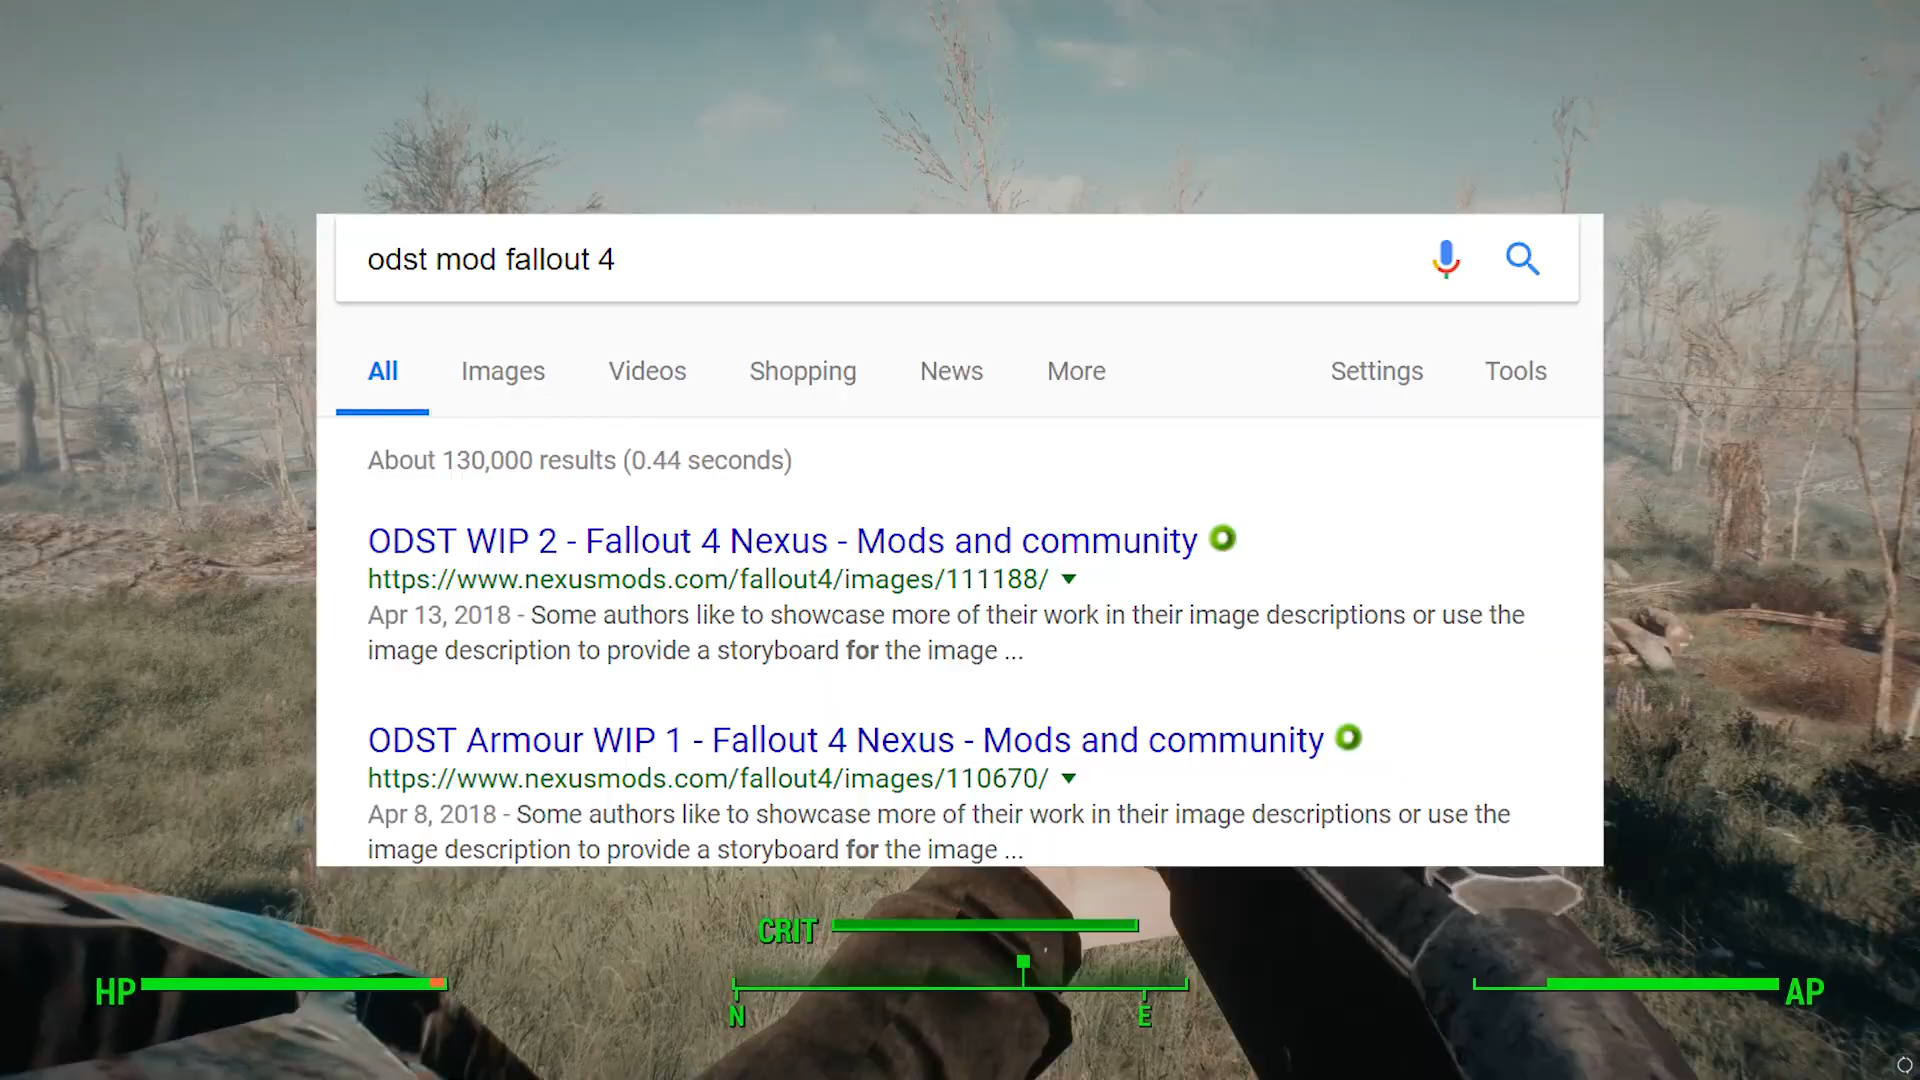 odst mod fallout 4
All Images Videos Shopping News More Settings Tools
About 130,000 results (0.44 seconds)
ODST WIP 2 - Fallout 4 Nexus - Mods and community
https://www.nexusmods.com/fallout4/images/111188/
Apr 13, 2018 - Some authors like to showcase more of their work in their image descriptions or use the
image description to provide a storyboard for the image ...
ODST Armour WIP 1 - Fallout 4 Nexus - Mods and community
https://www.nexusmods.com/fallout4/images/110670/
Apr 8, 2018 - Some authors like to showcase more of their work in their image descriptions or use the
image description to provide a storyboard for the image ...
CRIT
HP
AP
N E